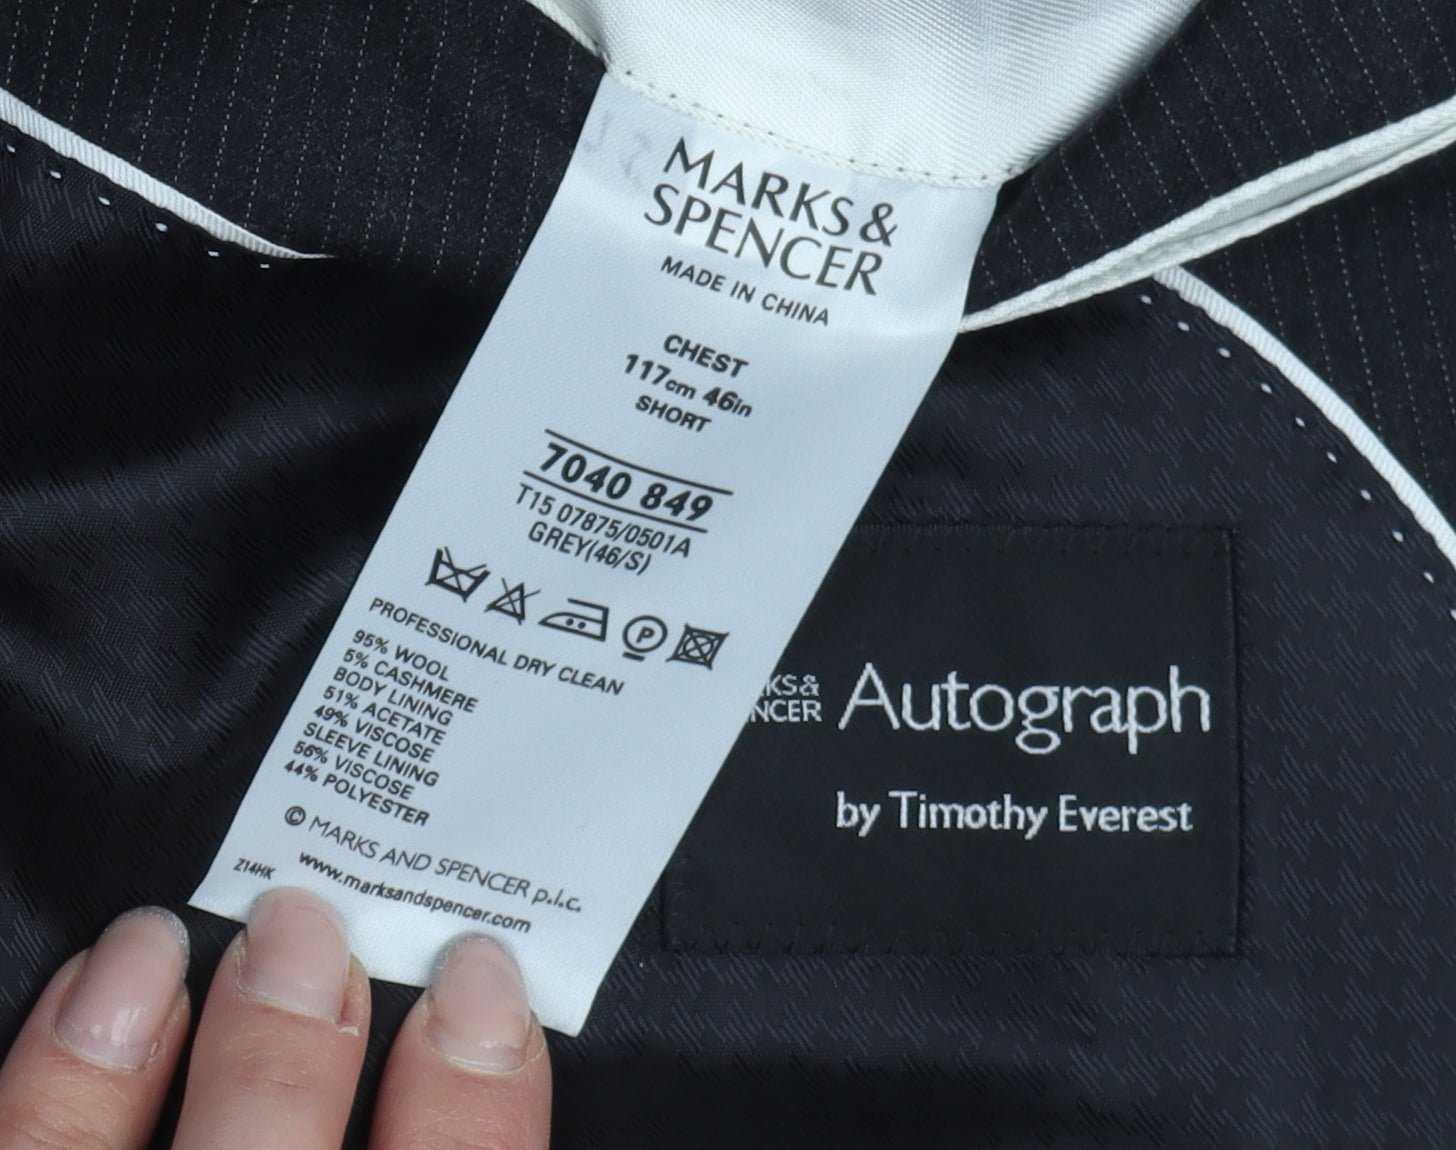 MARKS &
SPENCER
MADE IN CHINA
CHEST
117cm 46in
SHORT
7040 849
T15 07875/0501A
GREY(46/S)
P
PROFESSIONAL DRY CLEAN
95% WOOL
5% CASHMERE
BODY LINING
51% ACETATE
49% VISCOSE
SLEEVE LINING
56% VISCOSE
44% POLYESTER
© MARKS AND SPENCER p.l.c.
Z14HK www.marksandspencer.com
KS &
NCER
Autograph
by Timothy Everest